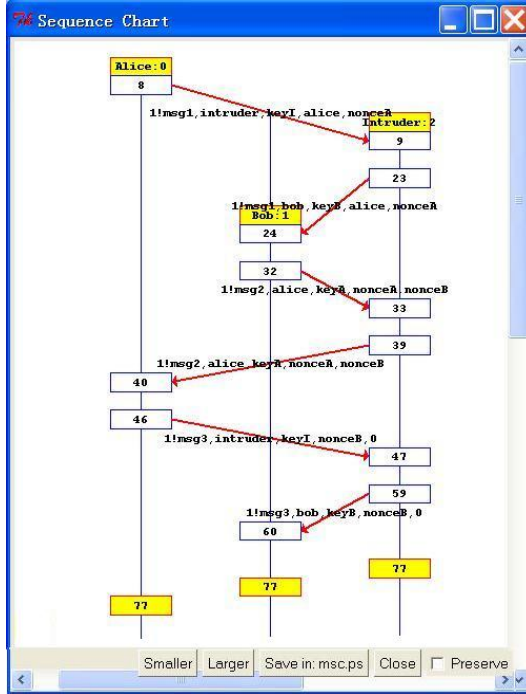 Sequence Chart
Alice:0
8
1!msg1,intruder,keyI,alice,nonceA
Intruder:2
9
23
1!msg1,bob,keyB,alice,nonceA
Bob:1
24
32
1!msg2,alice,keyA,nonceA,nonceB
33
39
1!msg2,alice,keyA,nonceA,nonceB
40
46
1!msg3,intruder,keyI,nonceB,0
47
59
1!msg3,bob,keyB,nonceB,0
60
77
77
77
Smaller Larger Save in: msc.ps Close Preserve